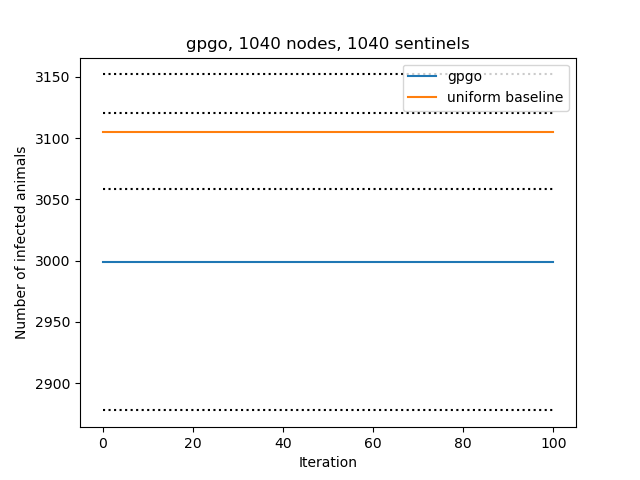 gpgo, 1040 nodes, 1040 sentinels
gpgo
uniform baseline
Number of infected animals
3150
3100
3050
3000
2950
2900
0 20 40 60 80 100
Iteration